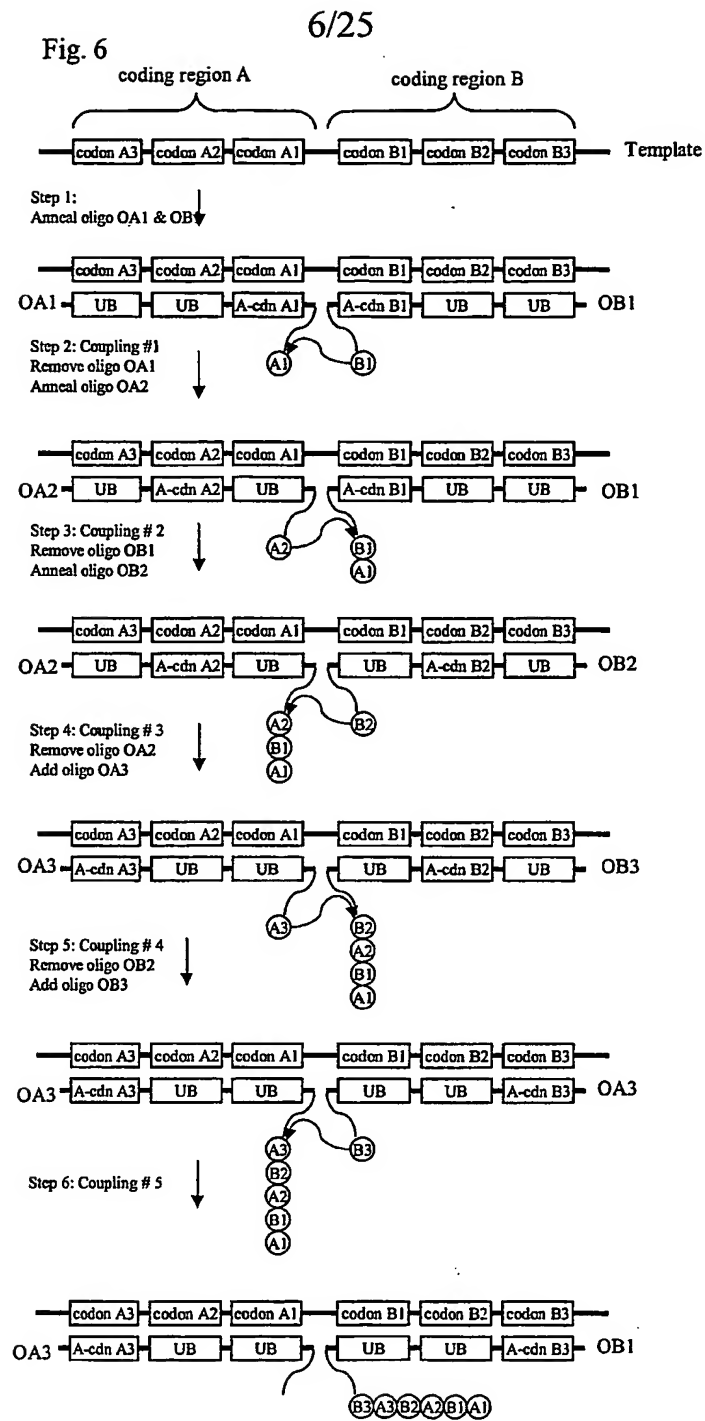 6/25
Fig. 6
coding region A coding region B
codon A3 codon A2 codon A1 codon B1 codon B2 codon B3 Template
Step 1:
Anneal oligo OA1 & OB
codon A3 codon A2 codon A1 codon B1 codon B2 codon B3
OA1 UB UB A-cdn A1 A-cdn B1 UB UB OB1
Step 2: Coupling #1
Remove oligo OA1
Anneal oligo OA2
A1 B1
codon A3 codon A2 codon A1 codon B1 codon B2 codon B3
OA2 UB A-cdn A2 UB A-cdn B1 UB UB OB1
Step 3: Coupling # 2
Remove oligo OB1
Anneal oligo OB2
A2 B1
A1
codon A3 codon A2 codon A1 codon B1 codon B2 codon B3
OA2 UB A-cdn A2 UB UB A-cdn B2 UB OB2
Step 4: Coupling # 3
Remove oligo OA2
Add oligo OA3
A2 B2
B1
A1
codon A3 codon A2 codon A1 codon B1 codon B2 codon B3
OA3 A-cdn A3 UB UB UB A-cdn B2 UB OB3
Step 5: Coupling # 4
Remove oligo OB2
Add oligo OB3
A3 B2
A2
B1
A1
codon A3 codon A2 codon A1 codon B1 codon B2 codon B3
OA3 A-cdn A3 UB UB UB UB A-cdn B3 OA3
Step 6: Coupling # 5
A3 B3
B2
A2
B1
A1
codon A3 codon A2 codon A1 codon B1 codon B2 codon B3
OA3 A-cdn A3 UB UB UB UB A-cdn B3 OB1
B3 A3 B2 A2 B1 A1